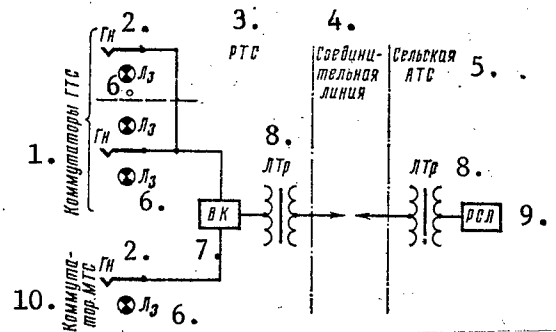 2.
3.
4.
Гн
РТС
Соедини-
тельная
линия
Сельская
АТС
5.
Лз
6.
Лз
Гн
1.
Коммутаторы ГТС
Лз
6.
8.
ЛТр
ЛТр
8.
ВК
РСЛ
9.
7.
2.
Гн
10.
Коммута-
тор. МТС
Лз
6.